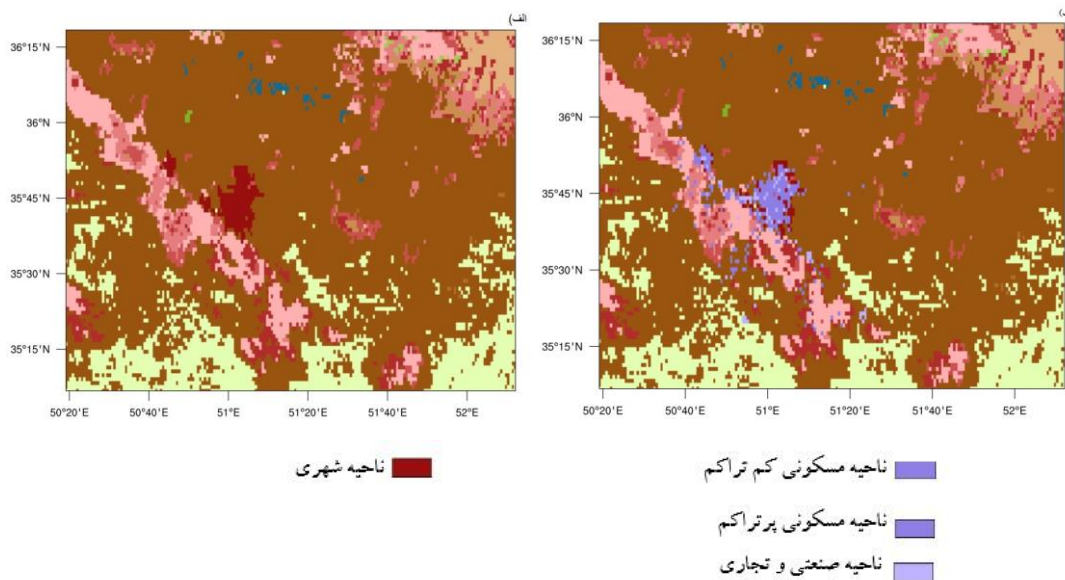 الف)
36°15'N
36°N
35°45'N
35°30'N
35°15'N
50°20'E 50°40'E 51°E 51°20'E 51°40'E 52°E
ناحیه شهری
36°15'N
36°N
35°45'N
35°30'N
35°15'N
50°20'E 50°40'E 51°E 51°20'E 51°40'E 52°E
ناحیه مسکونی کم تراکم
ناحیه مسکونی پرتراکم
ناحیه صنعتی و تجاری